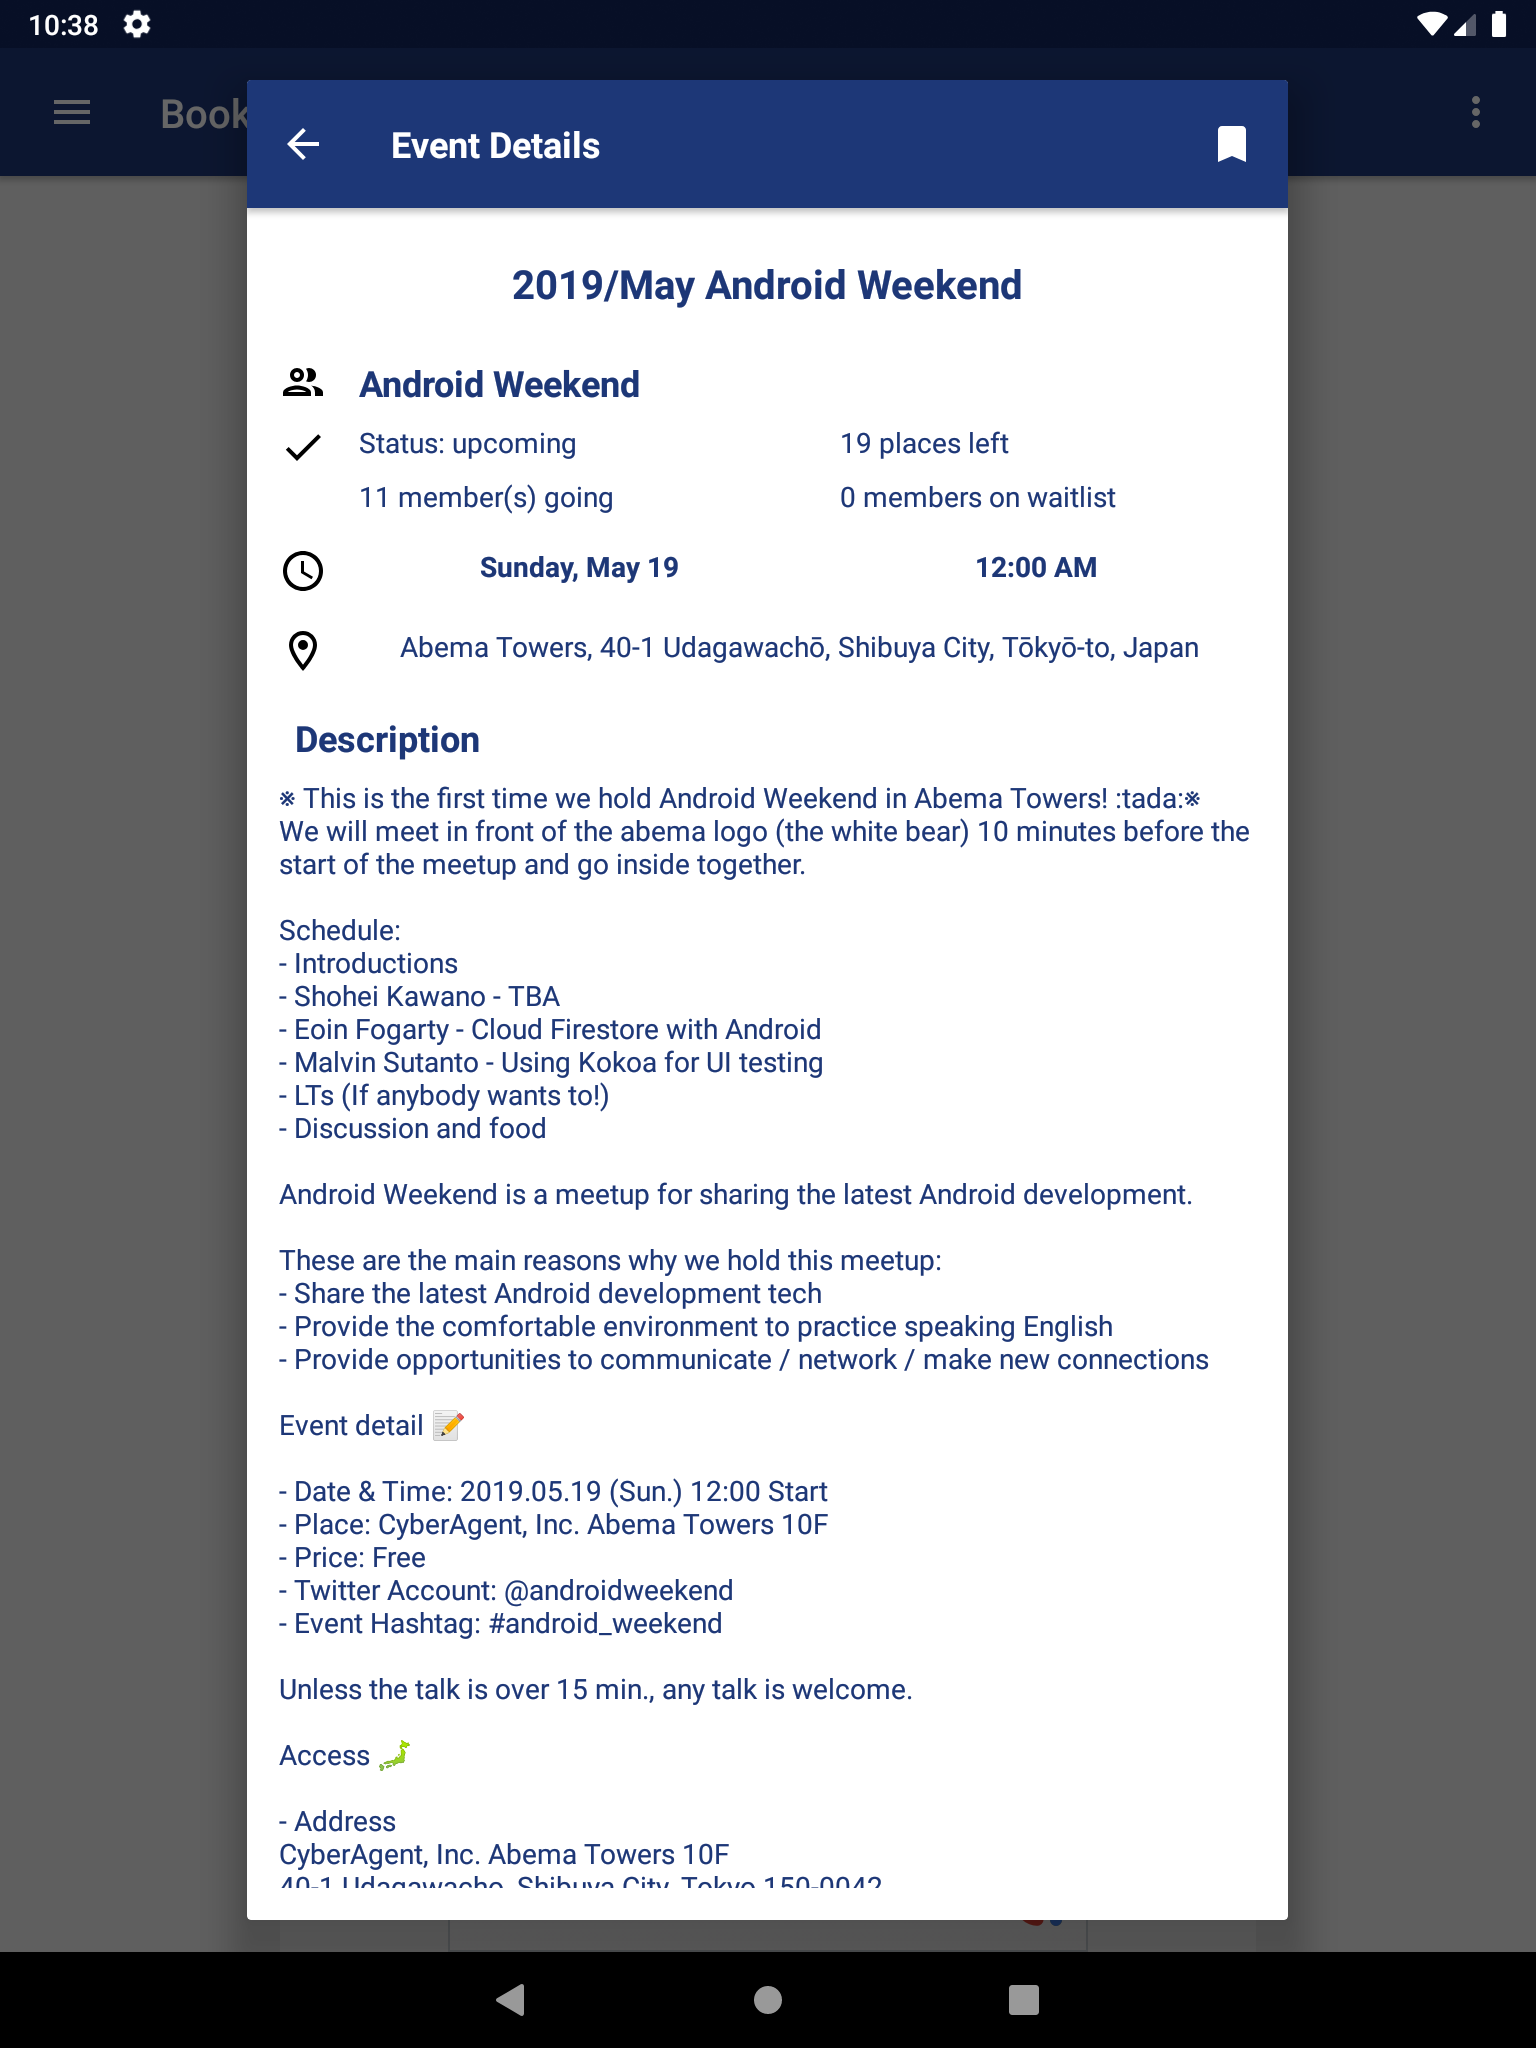 10:38
Book
Event Details
2019/May Android Weekend
Android Weekend
Status: upcoming
19 places left
11 member(s) going
0 members on waitlist
Sunday, May 19
12:00 AM
Abema Towers, 40-1 Udagawachō, Shibuya City, Tōkyō-to, Japan
Description
※ This is the first time we hold Android Weekend in Abema Towers! :tada:※
We will meet in front of the abema logo (the white bear) 10 minutes before the
start of the meetup and go inside together.
Schedule:
- Introductions
- Shohei Kawano - TBA
- Eoin Fogarty - Cloud Firestore with Android
- Malvin Sutanto - Using Kokoa for UI testing
- LTs (If anybody wants to!)
- Discussion and food
Android Weekend is a meetup for sharing the latest Android development.
These are the main reasons why we hold this meetup:
- Share the latest Android development tech
- Provide the comfortable environment to practice speaking English
- Provide opportunities to communicate / network / make new connections
Event detail 📝
- Date & Time: 2019.05.19 (Sun.) 12:00 Start
- Place: CyberAgent, Inc. Abema Towers 10F
- Price: Free
- Twitter Account: @androidweekend
- Event Hashtag: #android_weekend
Unless the talk is over 15 min., any talk is welcome.
Access 🗾
- Address
CyberAgent, Inc. Abema Towers 10F
40-1 Udagawacho, Shibuya City, Tokyo 150-0042